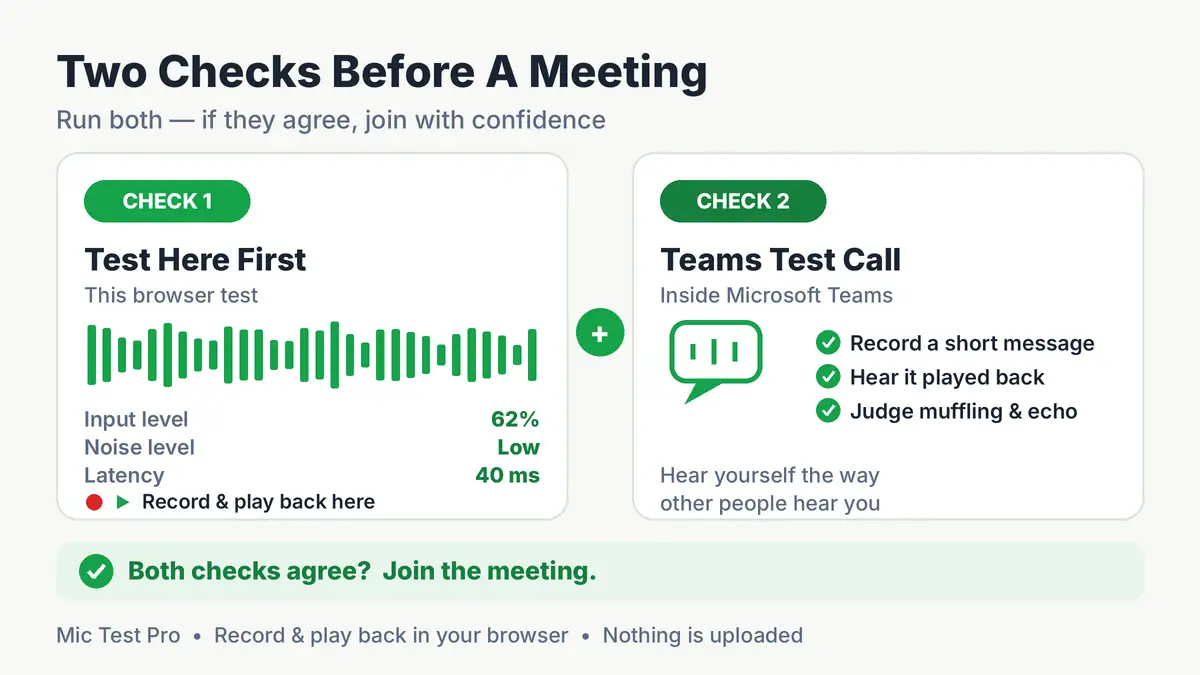 Two Checks Before A Meeting
Run both — if they agree, join with confidence
CHECK 1
Test Here First
This browser test
Input level 62%
Noise level Low
Latency 40 ms
Record & play back here
+
CHECK 2
Teams Test Call
Inside Microsoft Teams
Record a short message
Hear it played back
Judge muffling & echo
Hear yourself the way
other people hear you
Both checks agree? Join the meeting.
Mic Test Pro • Record & play back in your browser • Nothing is uploaded